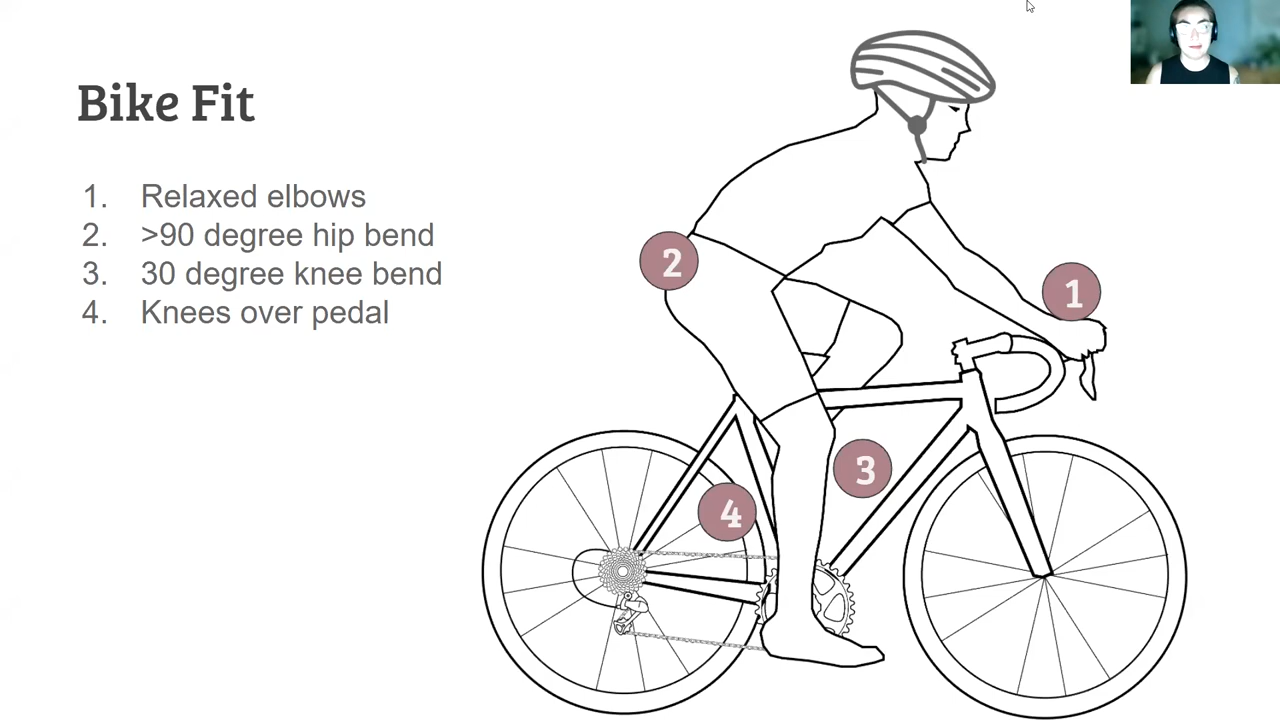 Bike Fit
1. Relaxed elbows
2. >90 degree hip bend
3. 30 degree knee bend
4. Knees over pedal
2
1
3
4